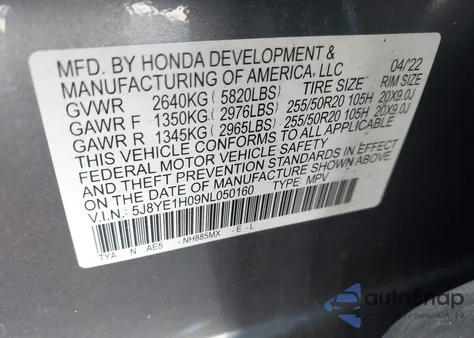 MFD. BY HONDA DEVELOPMENT & 04/22
MANUFACTURING OF AMERICA, LLC
TIRE SIZE RIM SIZE
GVWR 2640KG (5820LBS)
GAWR F 1350KG (2976LBS) 255/50R20 105H 20X9.0J
GAWR R 1345KG (2965LBS) 255/50R20 105H 20X9.0J
THIS VEHICLE CONFORMS TO ALL APPLICABLE
FEDERAL MOTOR VEHICLE SAFETY STANDARDS IN EFFECT
ON THE DATE OF MANUFACTURE SHOWN ABOVE.
V.I.N.: 5J8YE1H09NL050160 TYPE: MPV
TYA N AE5 -NH885MX -E-L
autosnap